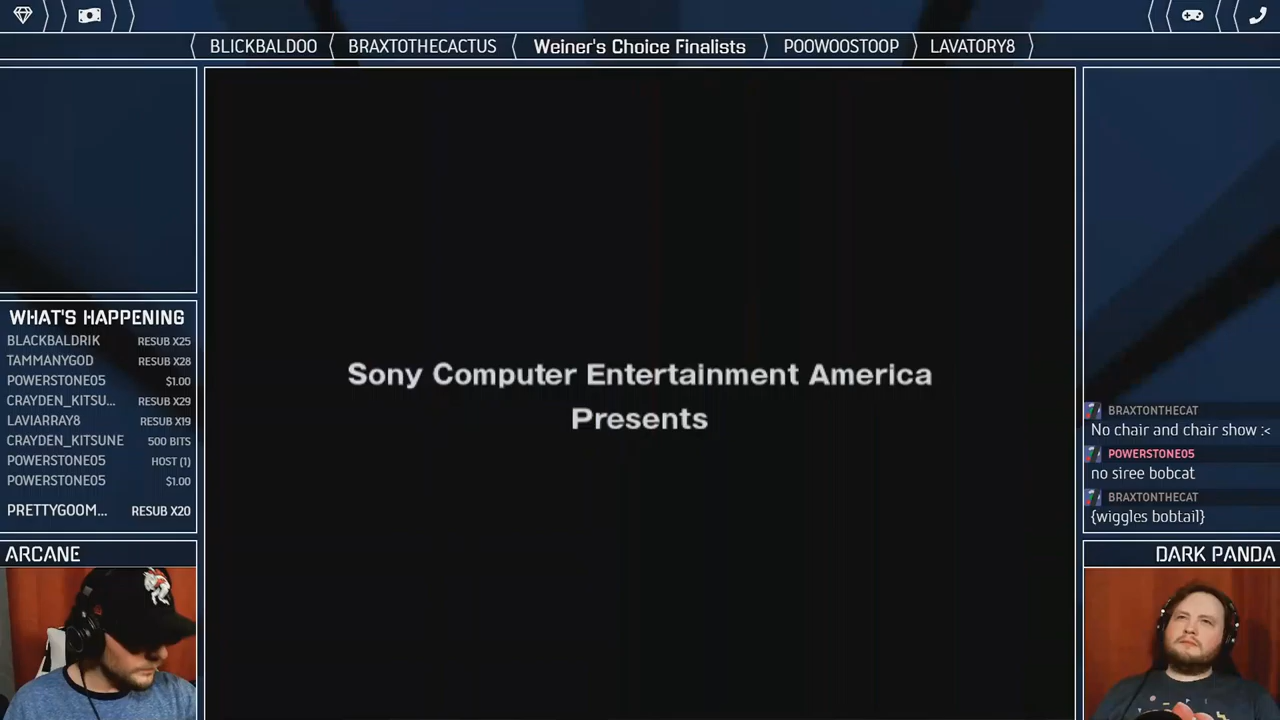 BLICKBALDOO
BRAXTOTHECACTUS
Weiner's Choice Finalists
POOWOOSTOOP
LAVATORY8
Sony Computer Entertainment America
Presents
WHAT'S HAPPENING
BLACKBALDRIK RESUB X25
TAMMANYGOD RESUB X28
POWERSTONE05 $1.00
CRAYDEN_KITSU... RESUB X29
LAVIARRAY8 RESUB X19
CRAYDEN_KITSUNE 500 BITS
POWERSTONE05 HOST (1)
POWERSTONE05 $1.00
PRETTYGOOM... RESUB X20
ARCANE
BRAXTONTHECAT
No chair and chair show :<
POWERSTONE05
no siree bobcat
BRAXTONTHECAT
{wiggles bobtail}
DARK PANDA